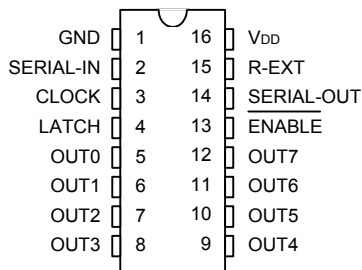 GND 1 16 VDD
SERIAL-IN 2 15 R-EXT
CLOCK 3 14 SERIAL-OUT
LATCH 4 13 ENABLE
OUT0 5 12 OUT7
OUT1 6 11 OUT6
OUT2 7 10 OUT5
OUT3 8 9 OUT4